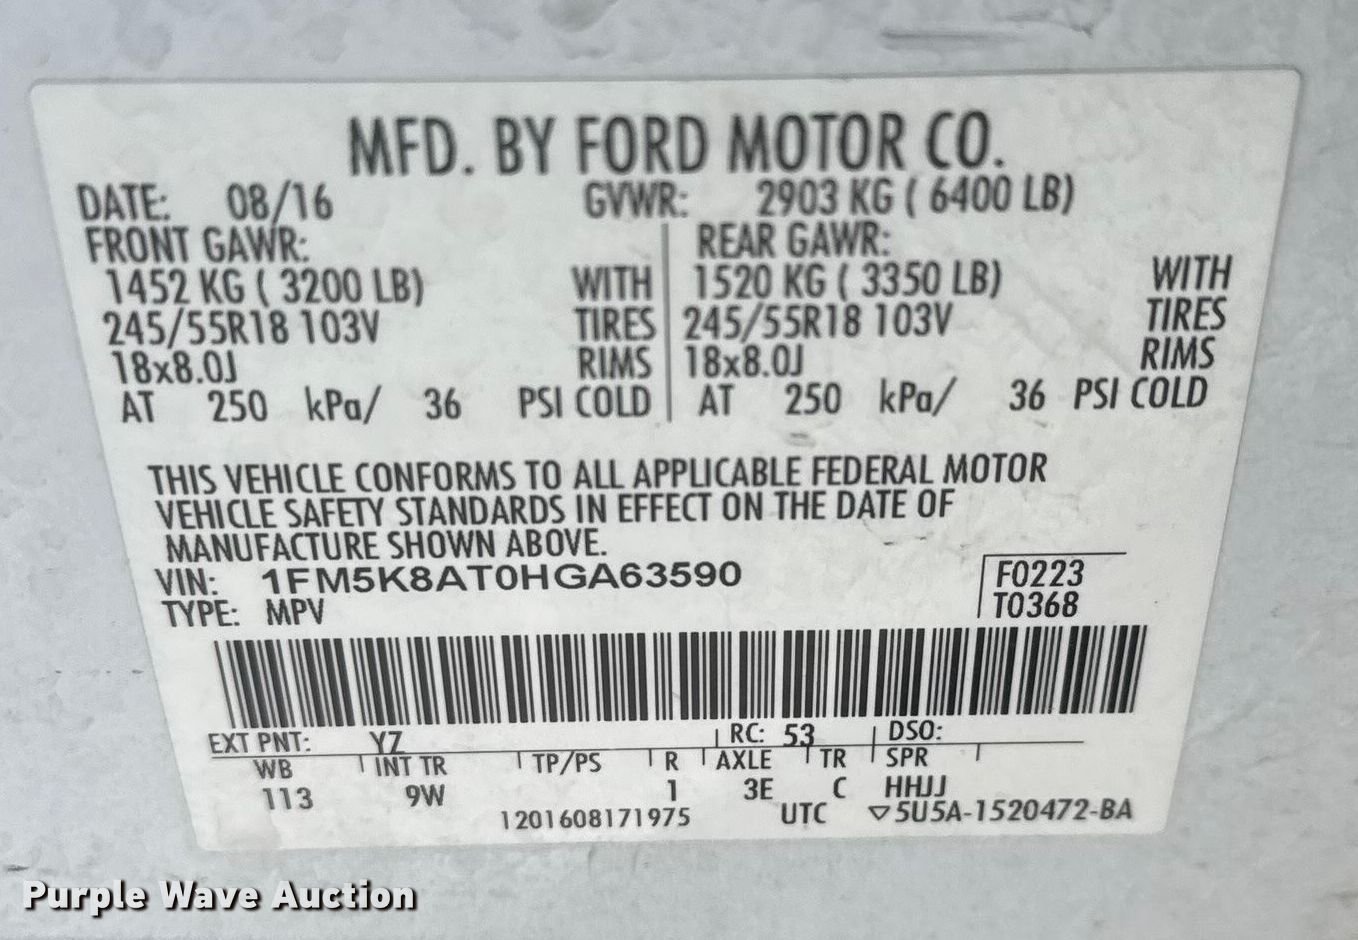 MFD. BY FORD MOTOR CO.
DATE: 08/16 GVWR: 2903 KG ( 6400 LB)
FRONT GAWR: REAR GAWR:
1452 KG ( 3200 LB) WITH 1520 KG ( 3350 LB) WITH
245/55R18 103V TIRES 245/55R18 103V TIRES
18x8.0J RIMS 18x8.0J RIMS
AT 250 kPa/ 36 PSI COLD AT 250 kPa/ 36 PSI COLD
THIS VEHICLE CONFORMS TO ALL APPLICABLE FEDERAL MOTOR
VEHICLE SAFETY STANDARDS IN EFFECT ON THE DATE OF
MANUFACTURE SHOWN ABOVE.
VIN: 1FM5K8AT0HGA63590 F0223
TYPE: MPV T0368
EXT PNT: YZ RC: 53 DSO:
WB INT TR TP/PS R AXLE TR SPR
113 9W 1 3E C HHJJ
1201608171975 UTC ▽5U5A-1520472-BA
Purple Wave Auction